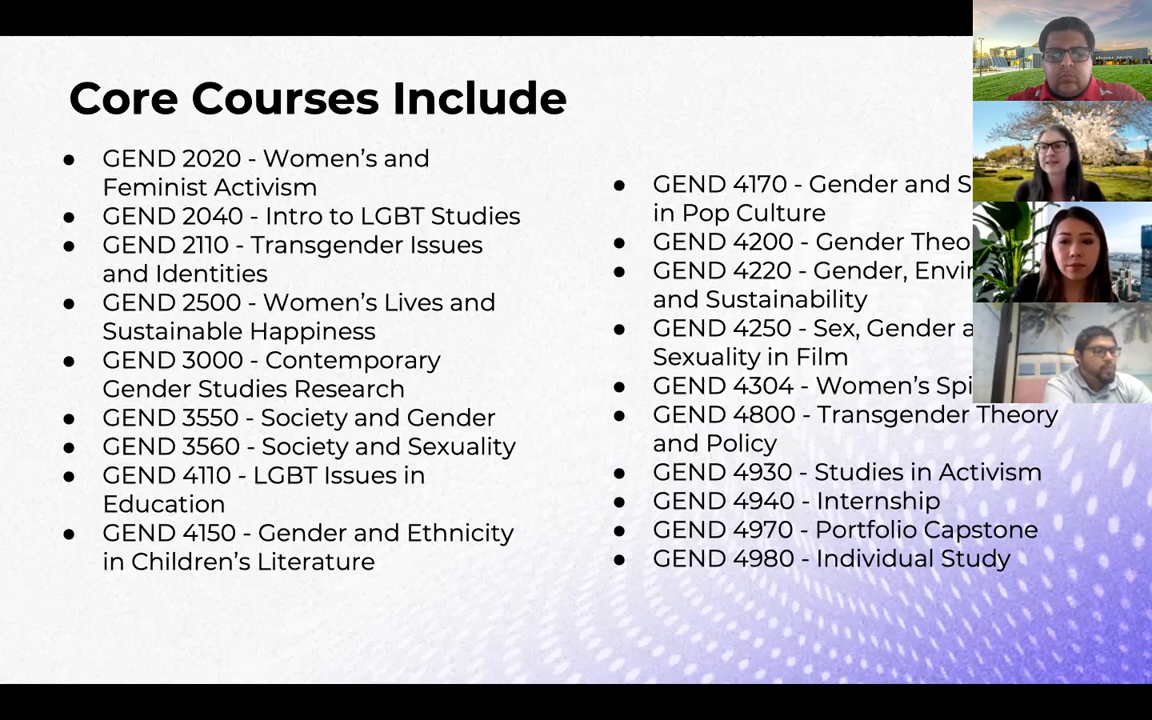 Core Courses Include
● GEND 2020 - Women’s and
Feminist Activism
● GEND 2040 - Intro to LGBT Studies
● GEND 2110 - Transgender Issues
and Identities
● GEND 2500 - Women’s Lives and
Sustainable Happiness
● GEND 3000 - Contemporary
Gender Studies Research
● GEND 3550 - Society and Gender
● GEND 3560 - Society and Sexuality
● GEND 4110 - LGBT Issues in
Education
● GEND 4150 - Gender and Ethnicity
in Children’s Literature
● GEND 4170 - Gender and
in Pop Culture
● GEND 4200 - Gender
● GEND 4220 - Gender,
and Sustainability
● GEND 4250 - Sex, Gender
Sexuality in Film
● GEND 4304 - Women’s
● GEND 4800 - Transgender Theory
and Policy
● GEND 4930 - Studies in Activism
● GEND 4940 - Internship
● GEND 4970 - Portfolio Capstone
● GEND 4980 - Individual Study